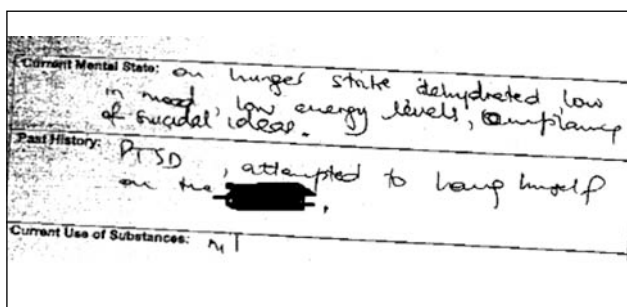 Current Mental State: on hunger strike dehydrated, low
in mood, low energy levels, complaining
of suicidal ideas.
Past History: PTSD, attempted to hang himself
on the
Current Use of Substances: nil